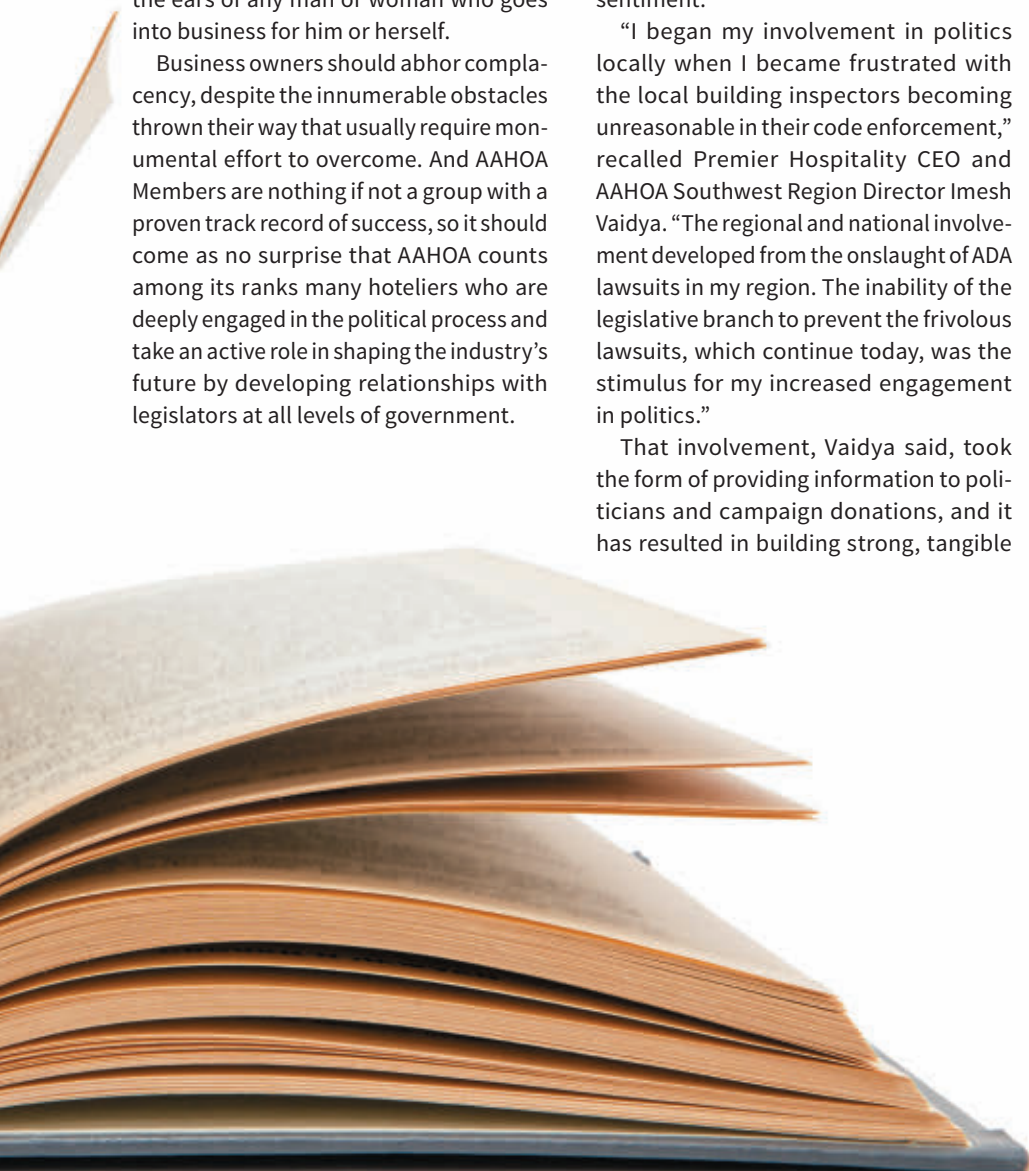 the ears of any man or woman who goes
into business for him or herself.
Business owners should abhor compla-
cency, despite the innumerable obstacles
thrown their way that usually require mon-
umental effort to overcome. And AAHOA
Members are nothing if not a group with a
proven track record of success, so it should
come as no surprise that AAHOA counts
among its ranks many hoteliers who are
deeply engaged in the political process and
take an active role in shaping the industry’s
future by developing relationships with
legislators at all levels of government.
sentiment.
“I began my involvement in politics
locally when I became frustrated with
the local building inspectors becoming
unreasonable in their code enforcement,”
recalled Premier Hospitality CEO and
AAHOA Southwest Region Director Imesh
Vaidya. “The regional and national involve-
ment developed from the onslaught of ADA
lawsuits in my region. The inability of the
legislative branch to prevent the frivolous
lawsuits, which continue today, was the
stimulus for my increased engagement
in politics.”
That involvement, Vaidya said, took
the form of providing information to poli-
ticians and campaign donations, and it
has resulted in building strong, tangible